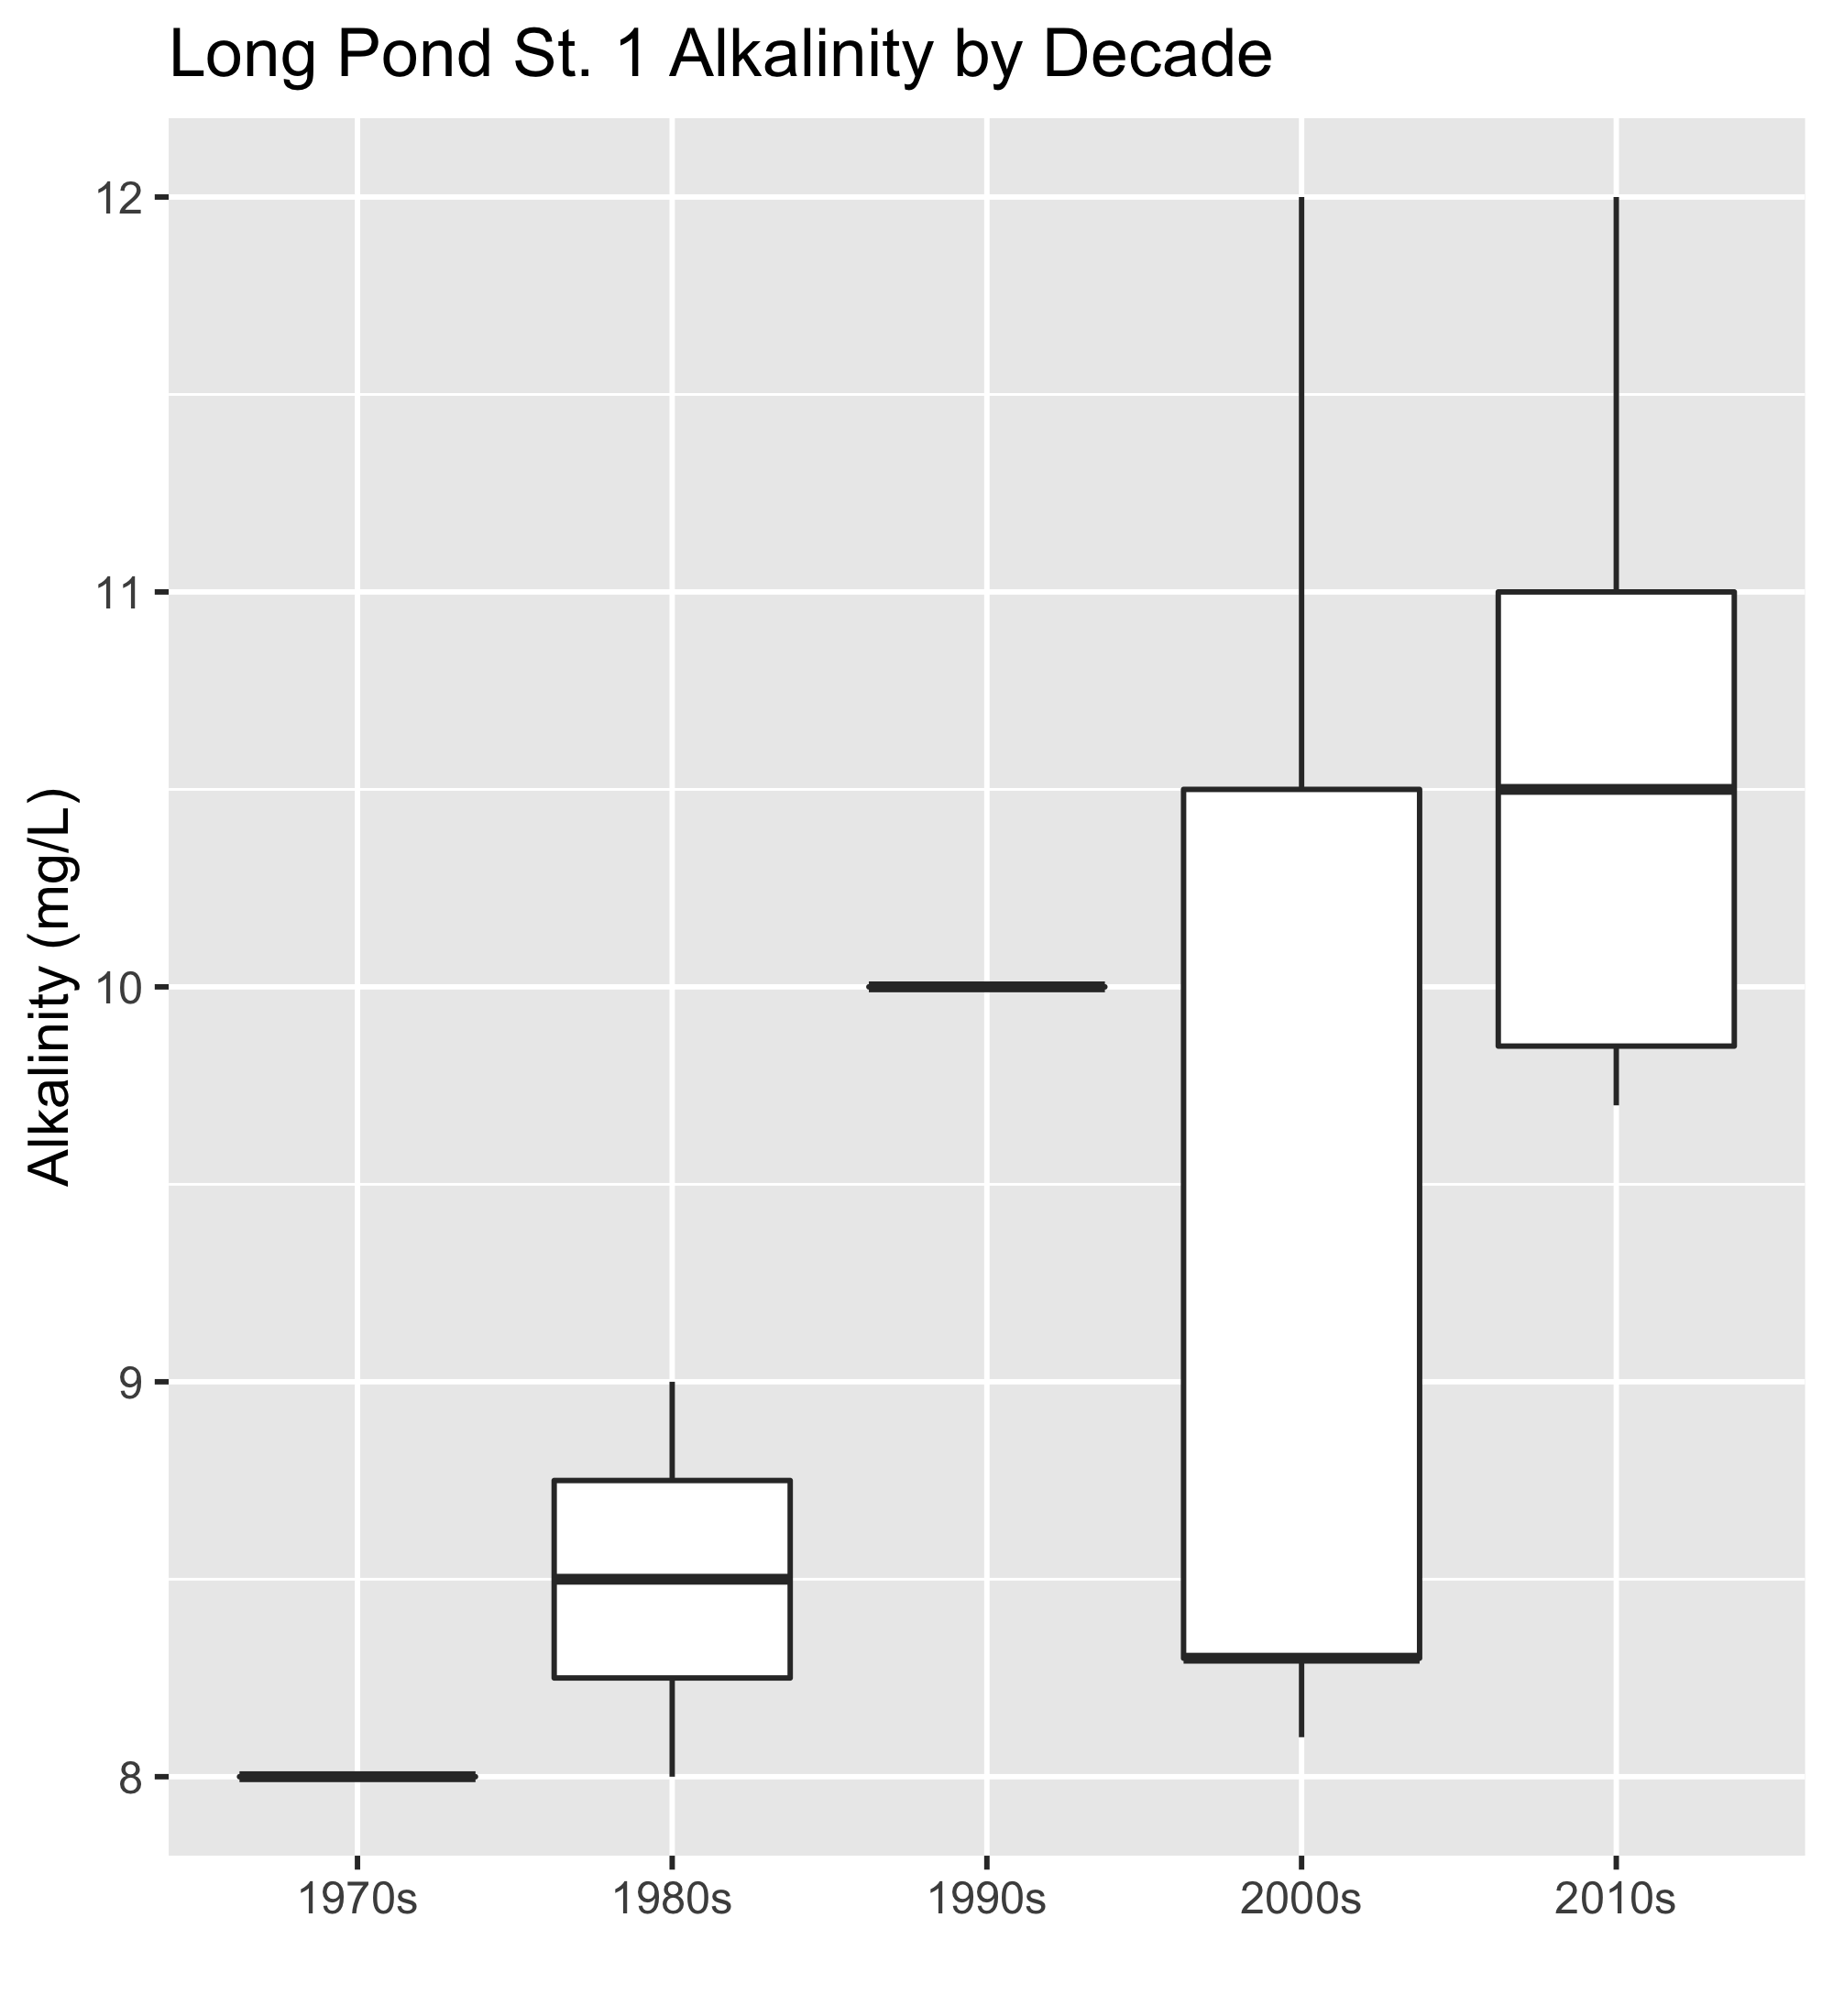 Long Pond St. 1 Alkalinity by Decade
Alkalinity (mg/L)
12
11
10
9
8
1970s 1980s 1990s 2000s 2010s